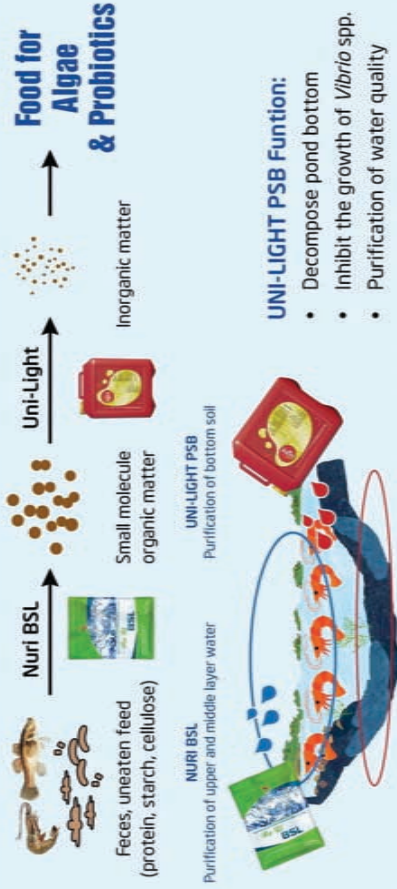 Nuri BSL
Uni-Light
Food for
Algae
& Probiotics
Feces, uneaten feed
(protein, starch, cellulose)
Small molecule
organic matter
Inorganic matter
NURI BSL
Purification of upper and middle layer water
UNI-LIGHT PSB
Purification of bottom soil
BSL
UNI-LIGHT PSB Funtion:
• Decompose pond bottom
• Inhibit the growth of Vibrio spp.
• Purification of water quality